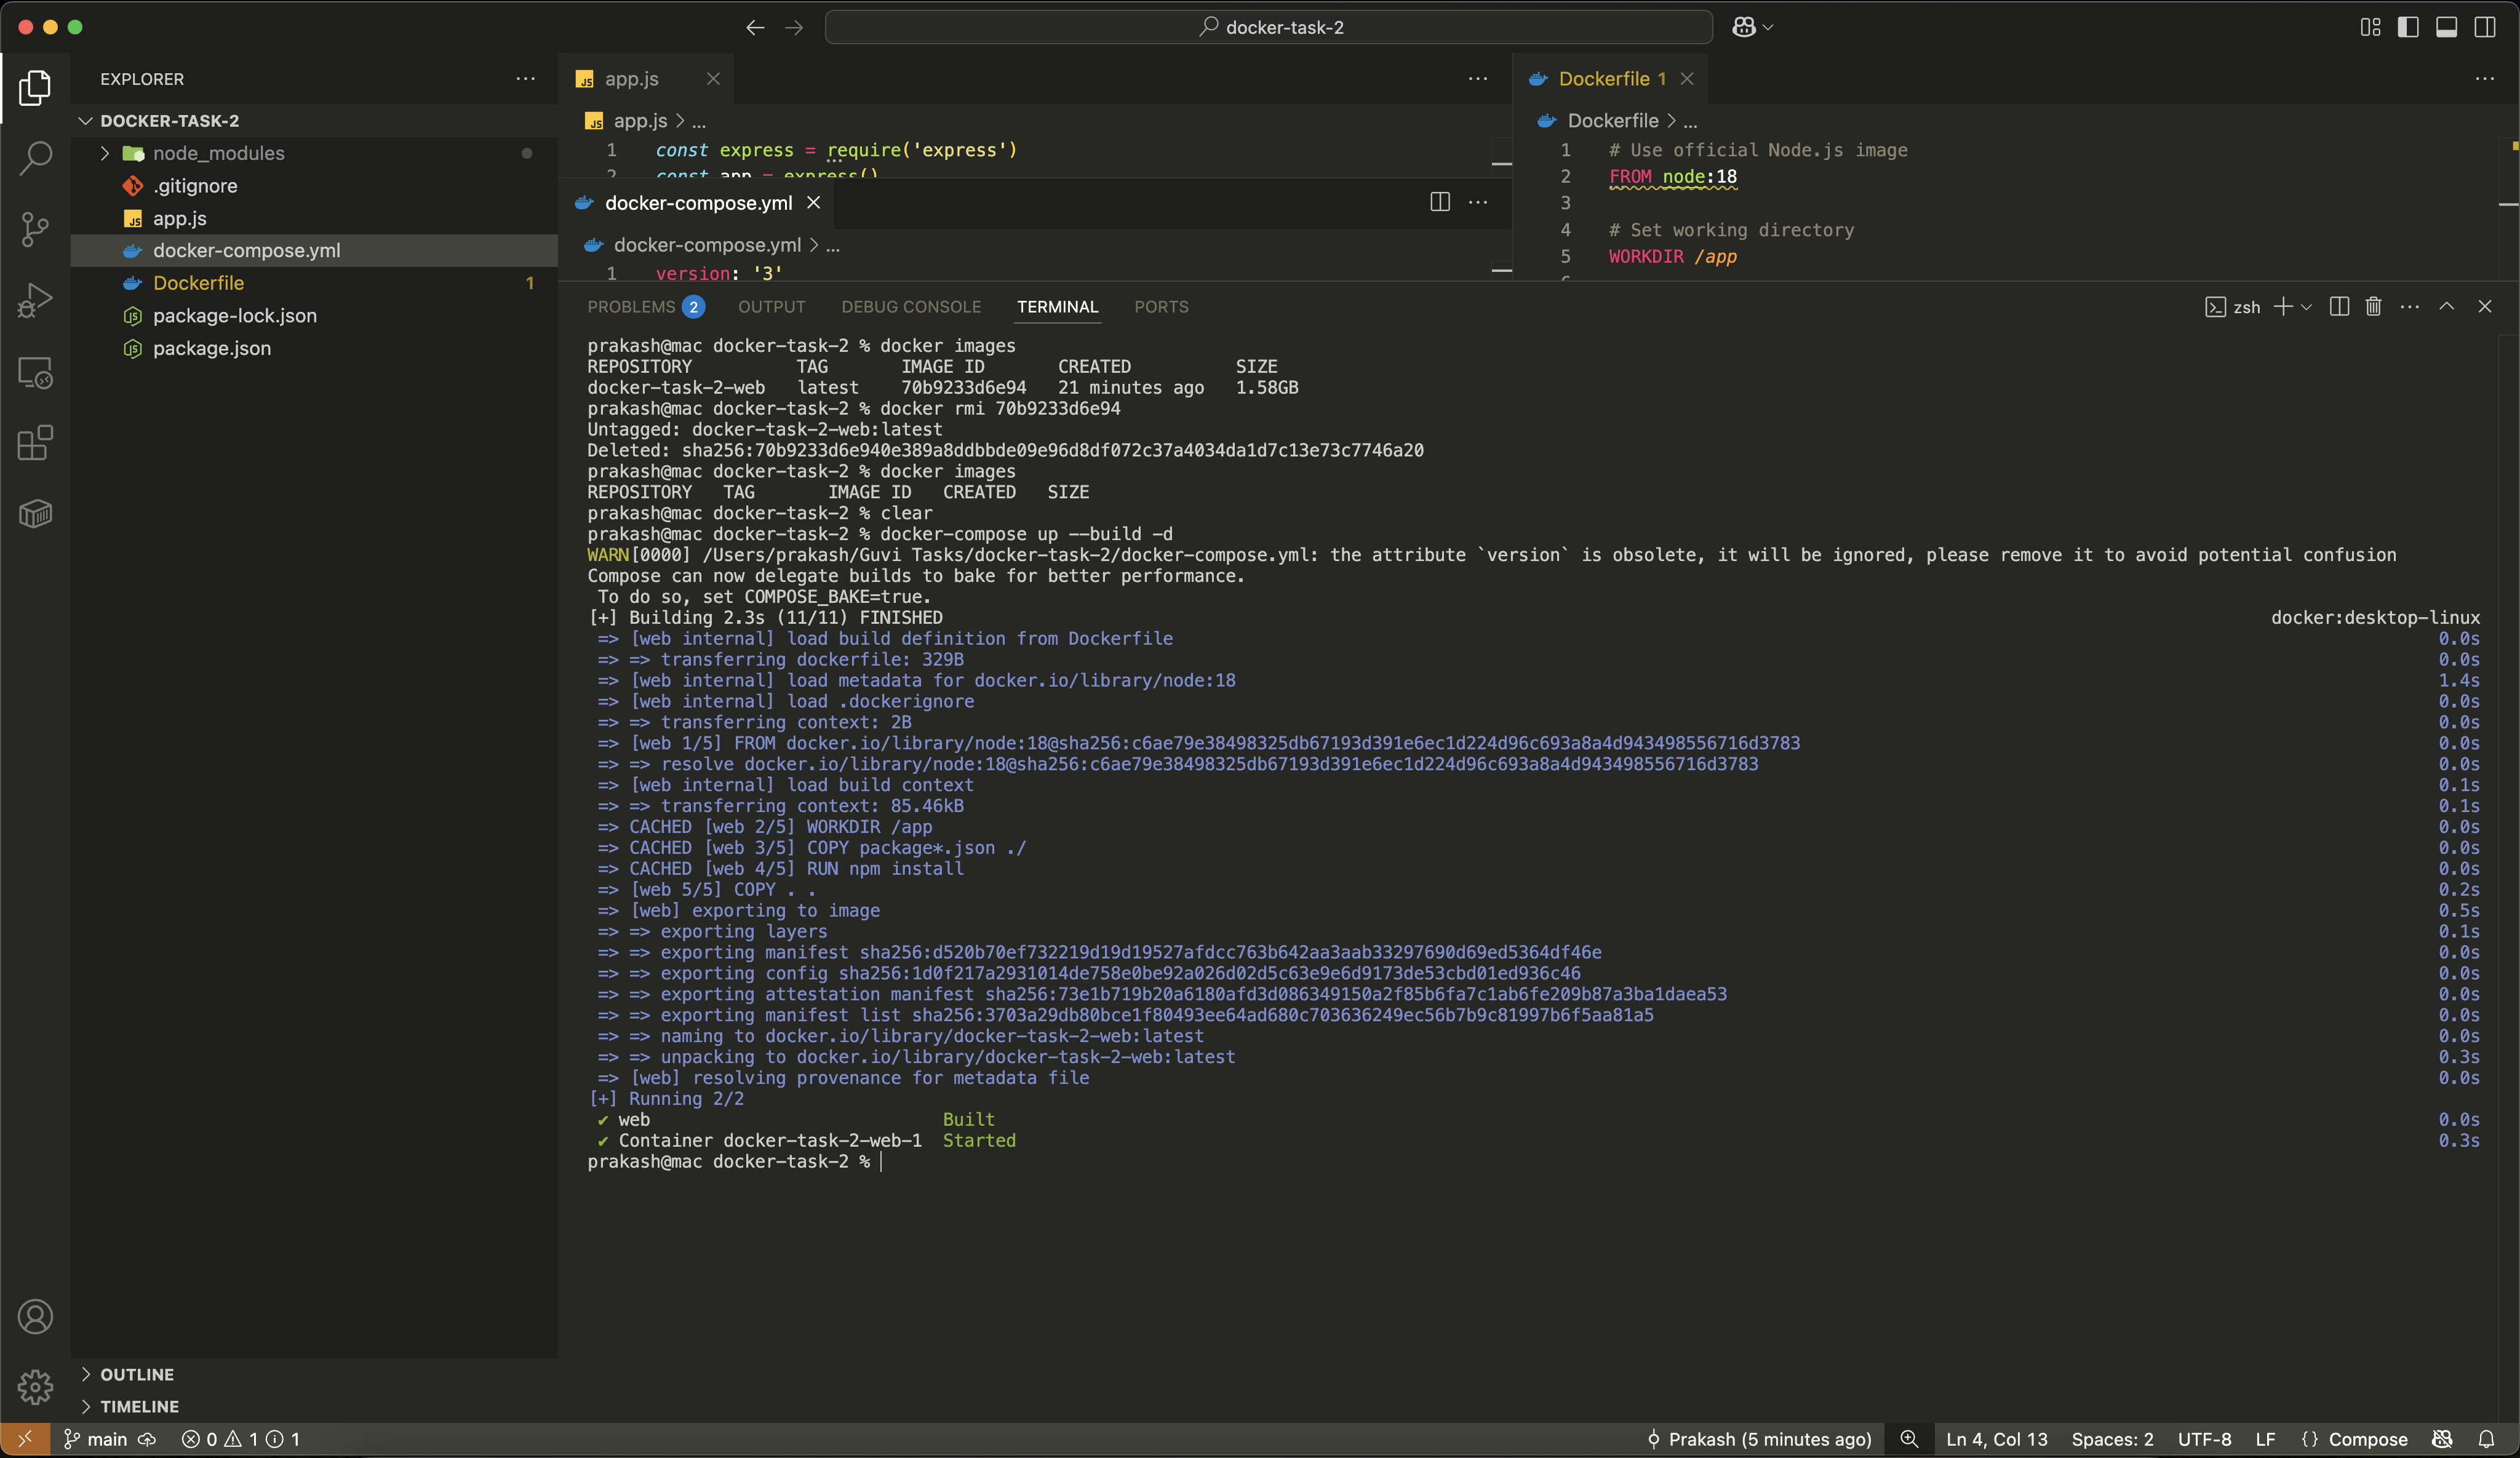 docker-task-2
EXPLORER
DOCKER-TASK-2
node_modules
.gitignore
app.js
docker-compose.yml
Dockerfile 1
package-lock.json
package.json
OUTLINE
TIMELINE
app.js
app.js > ...
1 const express = require('express')
2 const app = express()
docker-compose.yml
docker-compose.yml > ...
1 version: '3'
Dockerfile 1
Dockerfile > ...
1 # Use official Node.js image
2 FROM node:18
3
4 # Set working directory
5 WORKDIR /app
PROBLEMS 2 OUTPUT DEBUG CONSOLE TERMINAL PORTS
zsh
prakash@mac docker-task-2 % docker images
REPOSITORY TAG IMAGE ID CREATED SIZE
docker-task-2-web latest 70b9233d6e94 21 minutes ago 1.58GB
prakash@mac docker-task-2 % docker rmi 70b9233d6e94
Untagged: docker-task-2-web:latest
Deleted: sha256:70b9233d6e940e389a8ddbbde09e96d8df072c37a4034da1d7c13e73c7746a20
prakash@mac docker-task-2 % docker images
REPOSITORY TAG IMAGE ID CREATED SIZE
prakash@mac docker-task-2 % clear
prakash@mac docker-task-2 % docker-compose up --build -d
WARN[0000] /Users/prakash/Guvi Tasks/docker-task-2/docker-compose.yml: the attribute `version` is obsolete, it will be ignored, please remove it to avoid potential confusion
Compose can now delegate builds to bake for better performance.
To do so, set COMPOSE_BAKE=true.
[+] Building 2.3s (11/11) FINISHED docker:desktop-linux
=> [web internal] load build definition from Dockerfile 0.0s
=> => transferring dockerfile: 329B 0.0s
=> [web internal] load metadata for docker.io/library/node:18 1.4s
=> [web internal] load .dockerignore 0.0s
=> => transferring context: 2B 0.0s
=> [web 1/5] FROM docker.io/library/node:18@sha256:c6ae79e38498325db67193d391e6ec1d224d96c693a8a4d943498556716d3783 0.0s
=> => resolve docker.io/library/node:18@sha256:c6ae79e38498325db67193d391e6ec1d224d96c693a8a4d943498556716d3783 0.0s
=> [web internal] load build context 0.1s
=> => transferring context: 85.46kB 0.1s
=> CACHED [web 2/5] WORKDIR /app 0.0s
=> CACHED [web 3/5] COPY package*.json ./ 0.0s
=> CACHED [web 4/5] RUN npm install 0.0s
=> [web 5/5] COPY . . 0.2s
=> [web] exporting to image 0.5s
=> => exporting layers 0.1s
=> => exporting manifest sha256:d520b70ef732219d19d19527afdcc763b642aa3aab33297690d69ed5364df46e 0.0s
=> => exporting config sha256:1d0f217a2931014de758e0be92a026d02d5c63e9e6d9173de53cbd01ed936c46 0.0s
=> => exporting attestation manifest sha256:73e1b719b20a6180afd3d086349150a2f85b6fa7c1ab6fe209b87a3ba1daea53 0.0s
=> => exporting manifest list sha256:3703a29db80bce1f80493ee64ad680c703636249ec56b7b9c81997b6f5aa81a5 0.0s
=> => naming to docker.io/library/docker-task-2-web:latest 0.0s
=> => unpacking to docker.io/library/docker-task-2-web:latest 0.3s
=> [web] resolving provenance for metadata file 0.0s
[+] Running 2/2
✔ web Built 0.0s
✔ Container docker-task-2-web-1 Started 0.3s
prakash@mac docker-task-2 %
main 0 1 1 Prakash (5 minutes ago) Ln 4, Col 13 Spaces: 2 UTF-8 LF {} Compose